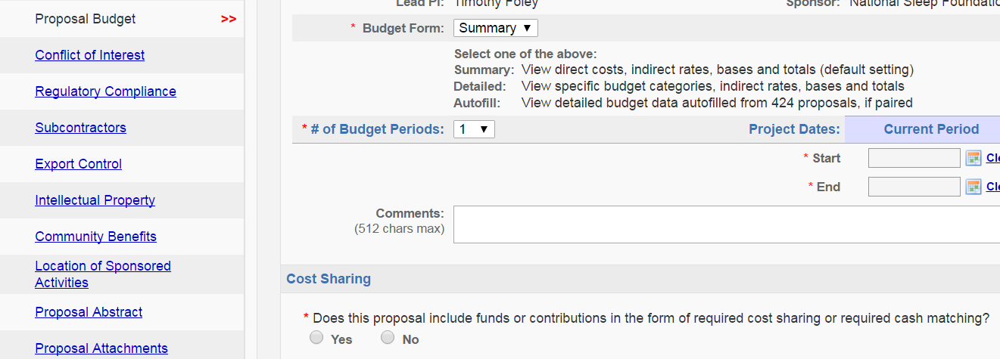 Proposal Budget >>
Conflict of Interest
Regulatory Compliance
Subcontractors
Export Control
Intellectual Property
Community Benefits
Location of Sponsored
Activities
Proposal Abstract
Proposal Attachments
Lead PI: Timothy Foley Sponsor: National Sleep
* Budget Form: Summary ▼
Select one of the above:
Summary: View direct costs, indirect rates, bases and totals (default setting)
Detailed: View specific budget categories, indirect rates, bases and totals
Autofill: View detailed budget data autofilled from 424 proposals, if paired
* # of Budget Periods: 1 ▼ Project Dates: Current Period
* Start
* End
Comments:
(512 chars max)
Cost Sharing
* Does this proposal include funds or contributions in the form of required cost sharing or required cash matching?
Yes No